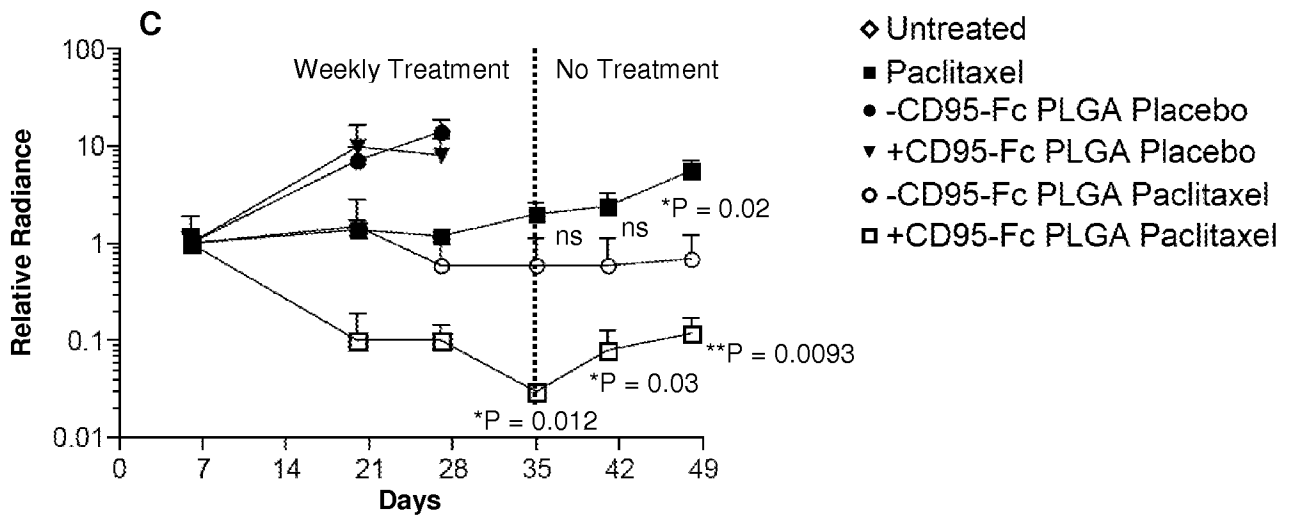 C
Weekly Treatment
No Treatment
100
10
1
0.1
0.01
Relative Radiance
*P = 0.02
ns
ns
**P = 0.0093
*P = 0.03
*P = 0.012
0 7 14 21 28 35 42 49
Days
Untreated
Paclitaxel
-CD95-Fc PLGA Placebo
+CD95-Fc PLGA Placebo
-CD95-Fc PLGA Paclitaxel
+CD95-Fc PLGA Paclitaxel